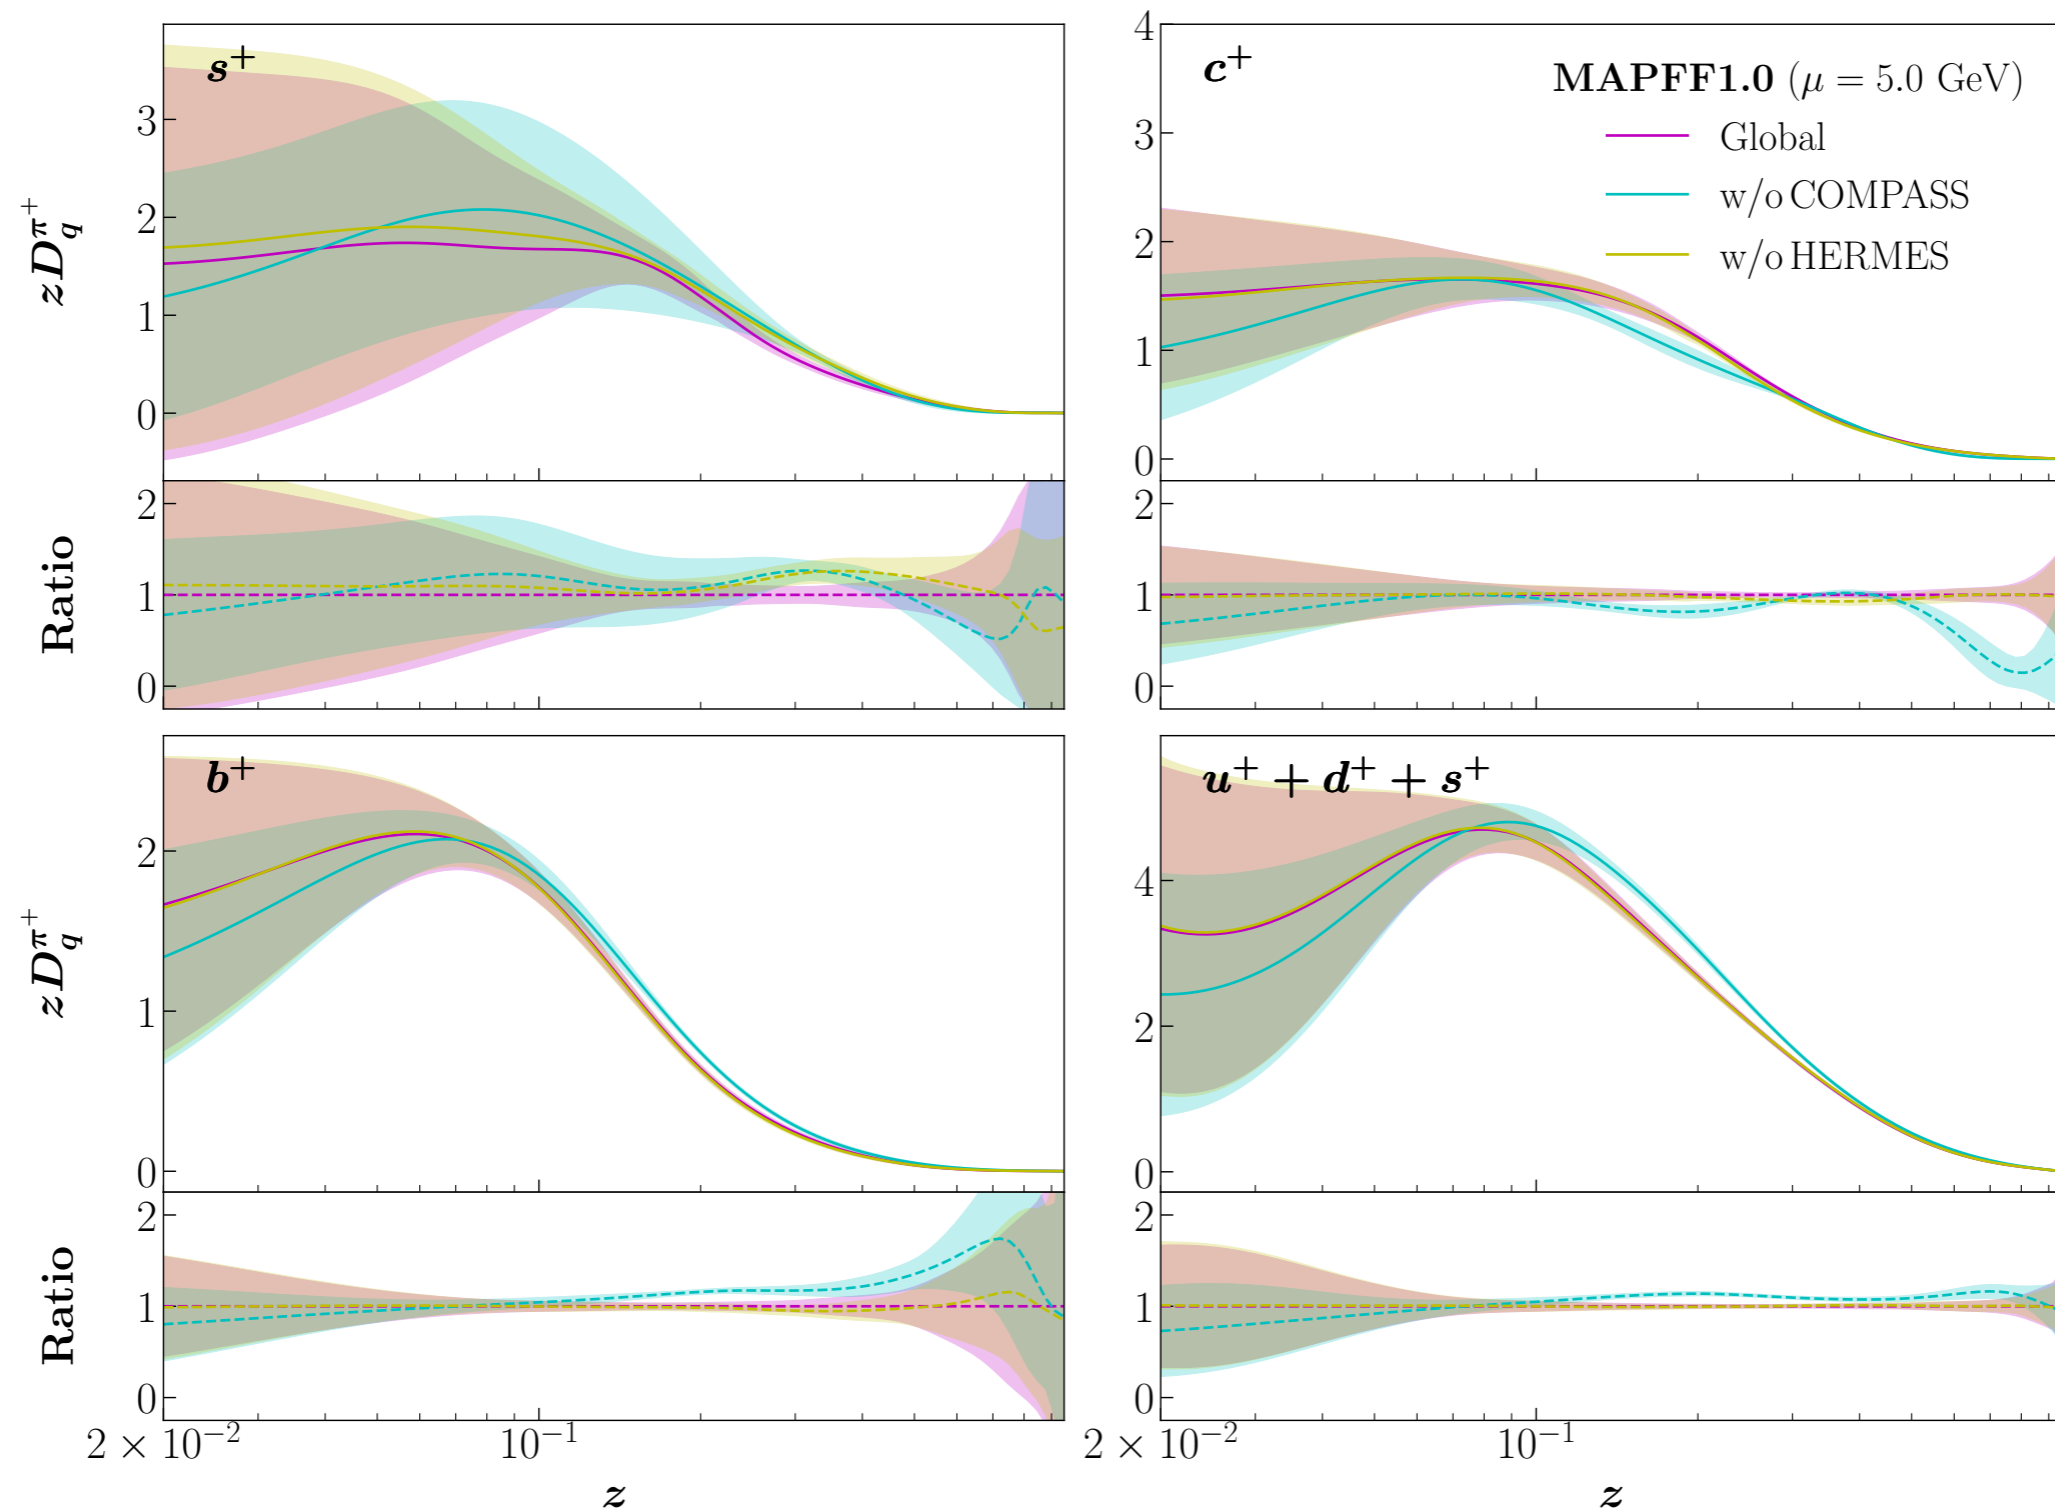 s⁺
zD_q^{π⁺}
3
2
1
0
c⁺
MAPFF1.0 (μ = 5.0 GeV)
Global
w/o COMPASS
w/o HERMES
4
3
2
1
0
Ratio
2
1
0
2
1
0
b⁺
zD_q^{π⁺}
2
1
0
u⁺ + d⁺ + s⁺
4
2
0
Ratio
2
1
0
2
1
0
2 × 10⁻²
10⁻¹
z
2 × 10⁻²
10⁻¹
z